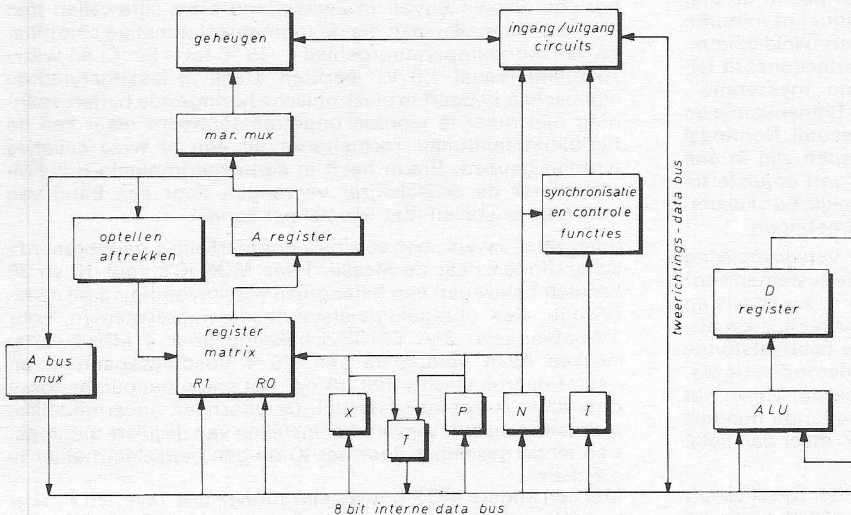 geheugen
ingang/uitgang
circuits
mar. mux
optellen
aftrekken
A register
synchronisatie
en controle
functies
tweerichtings-data bus
D
register
A bus
mux
register
matrix
R1
R0
X
T
P
N
I
ALU
8 bit interne data bus